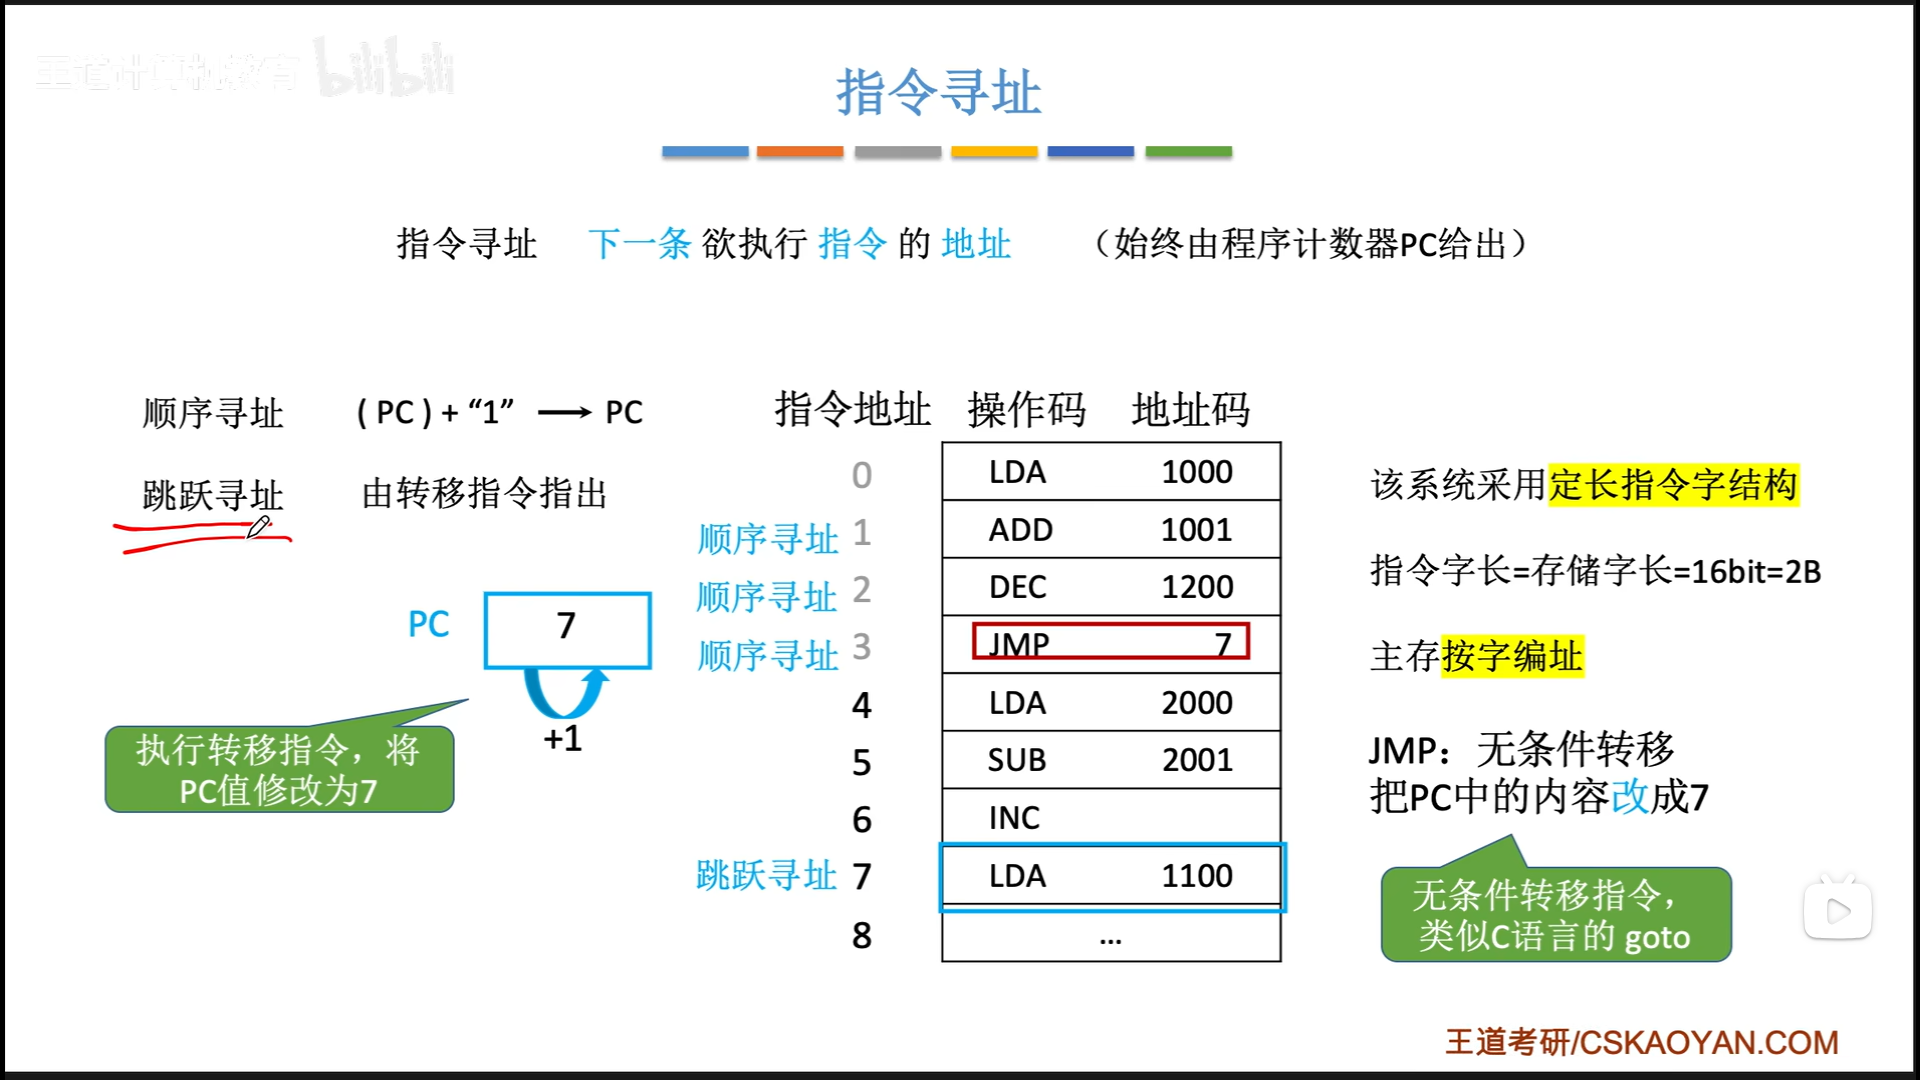 王道计算机教育 bilibili
指令寻址
指令寻址 下一条 欲执行 指令 的 地址 （始终由程序计数器PC给出）
顺序寻址 ( PC ) + “1” → PC
跳跃寻址 由转移指令指出
PC 7
+1
执行转移指令，将
PC值修改为7
指令地址 操作码 地址码
0 LDA 1000
顺序寻址 1 ADD 1001
顺序寻址 2 DEC 1200
顺序寻址 3 JMP 7
4 LDA 2000
5 SUB 2001
6 INC
跳跃寻址 7 LDA 1100
8 ...
该系统采用定长指令字结构
指令字长=存储字长=16bit=2B
主存按字编址
JMP：无条件转移
把PC中的内容改成7
无条件转移指令，
类似C语言的 goto
王道考研/CSKAOYAN.COM